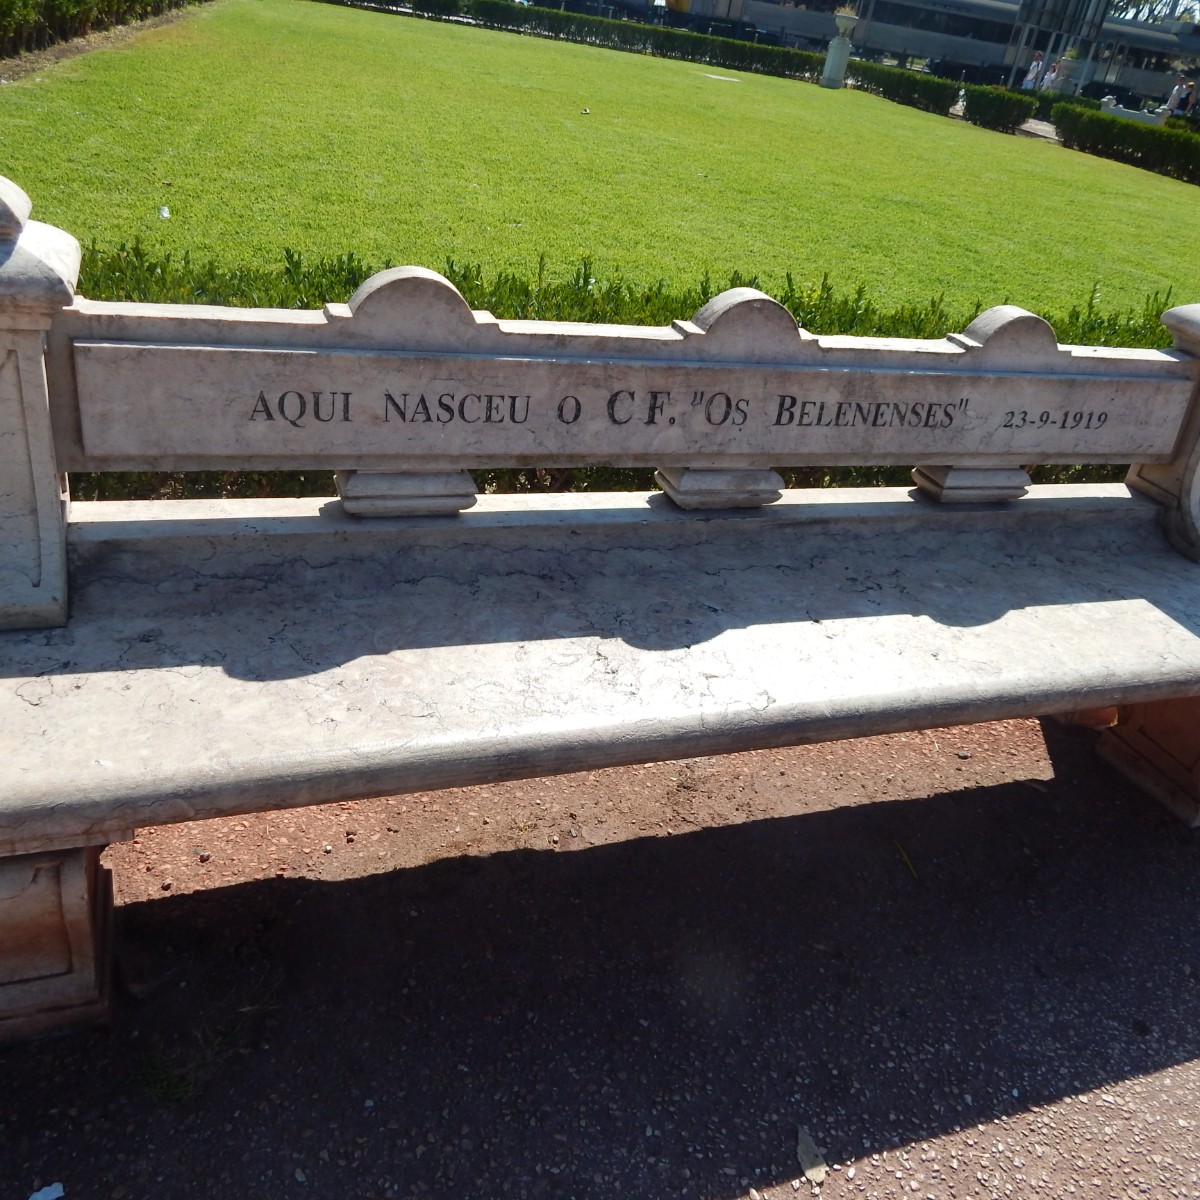 AQUI NASCEU O C F. "OS BELENENSES" 23-9-1919